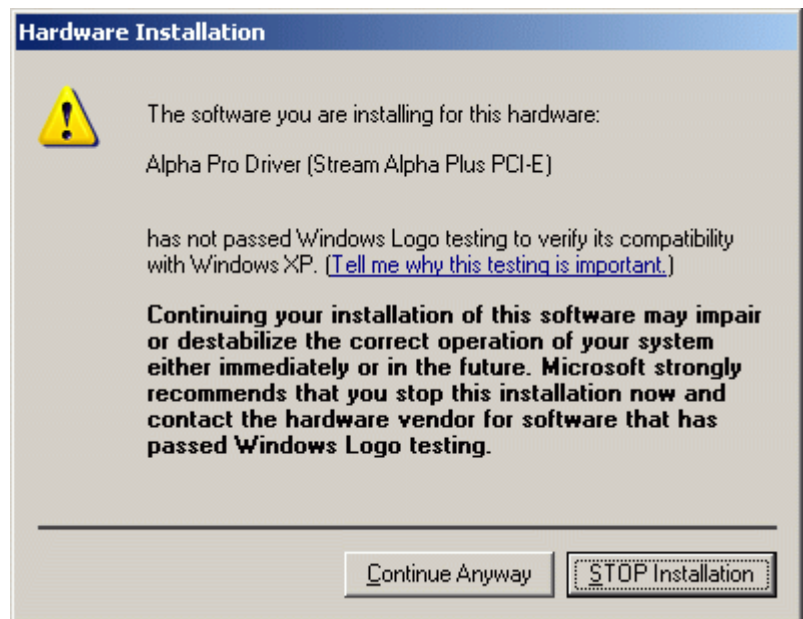 Hardware Installation
The software you are installing for this hardware:
Alpha Pro Driver (Stream Alpha Plus PCI-E)
has not passed Windows Logo testing to verify its compatibility
with Windows XP. (Tell me why this testing is important.)
Continuing your installation of this software may impair
or destabilize the correct operation of your system
either immediately or in the future. Microsoft strongly
recommends that you stop this installation now and
contact the hardware vendor for software that has
passed Windows Logo testing.
Continue Anyway
STOP Installation